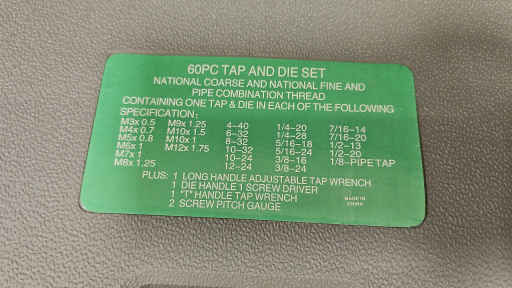 60PC TAP AND DIE SET
NATIONAL COARSE AND NATIONAL FINE AND
PIPE COMBINATION THREAD
CONTAINING ONE TAP & DIE IN EACH OF THE FOLLOWING
SPECIFICATION:
M3x 0.5 M9x 1.25 4-40 1/4-20 7/16-14
M4x 0.7 M10x 1.5 6-32 1/4-28 7/16-20
M5x 0.8 M10x 1 8-32 5/16-18 1/2-13
M6x 1 M12x 1.75 10-32 5/16-24 1/2-20
M7x 1 10-24 3/8-16 1/8-PIPE TAP
M8x 1.25 12-24 3/8-24
PLUS: 1 LONG HANDLE ADJUSTABLE TAP WRENCH
1 DIE HANDLE 1 SCREW DRIVER
1 "T" HANDLE TAP WRENCH
2 SCREW PITCH GAUGE
MADE IN
CHINA